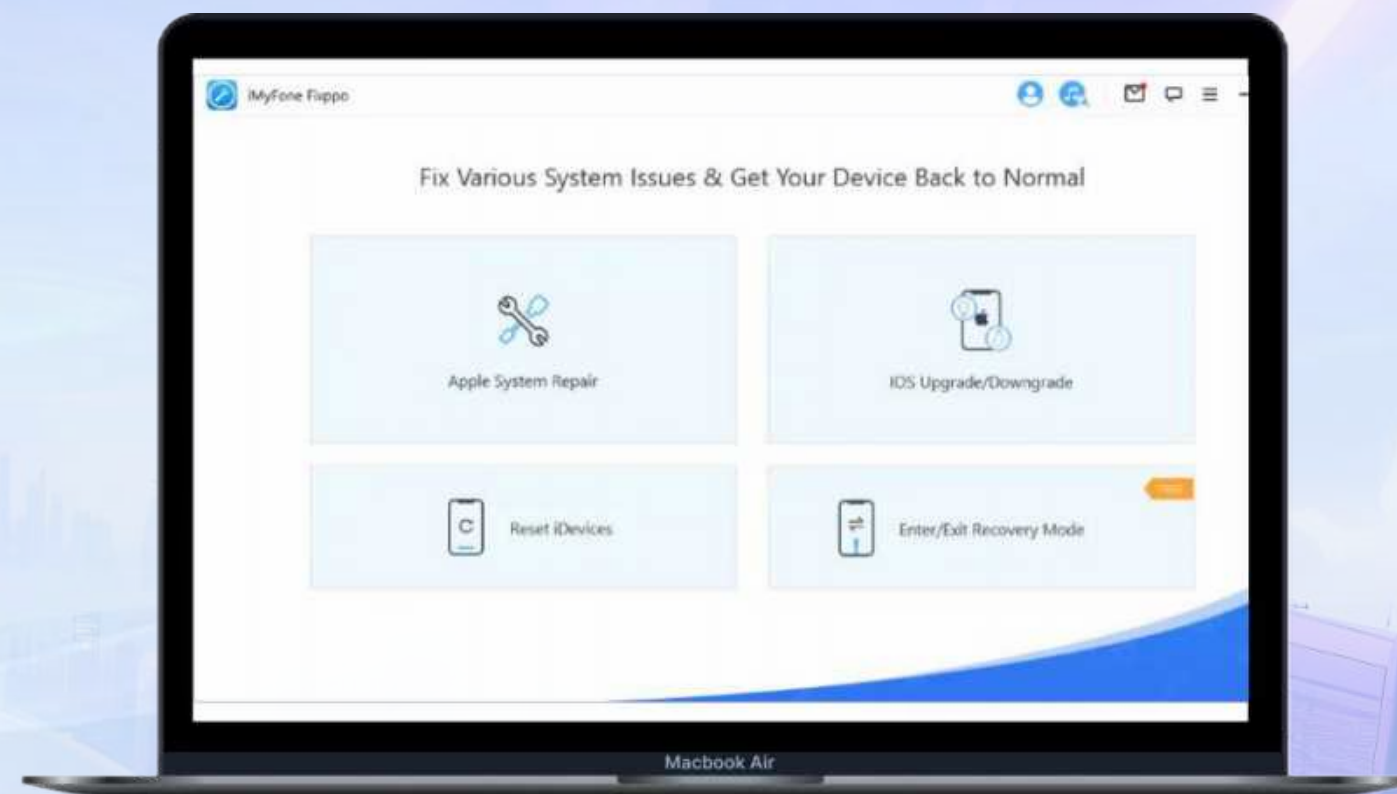 iMyFone Fixppo
Fix Various System Issues & Get Your Device Back to Normal
Apple System Repair
IOS Upgrade/Downgrade
Reset iDevices
Enter/Exit Recovery Mode
Macbook Air